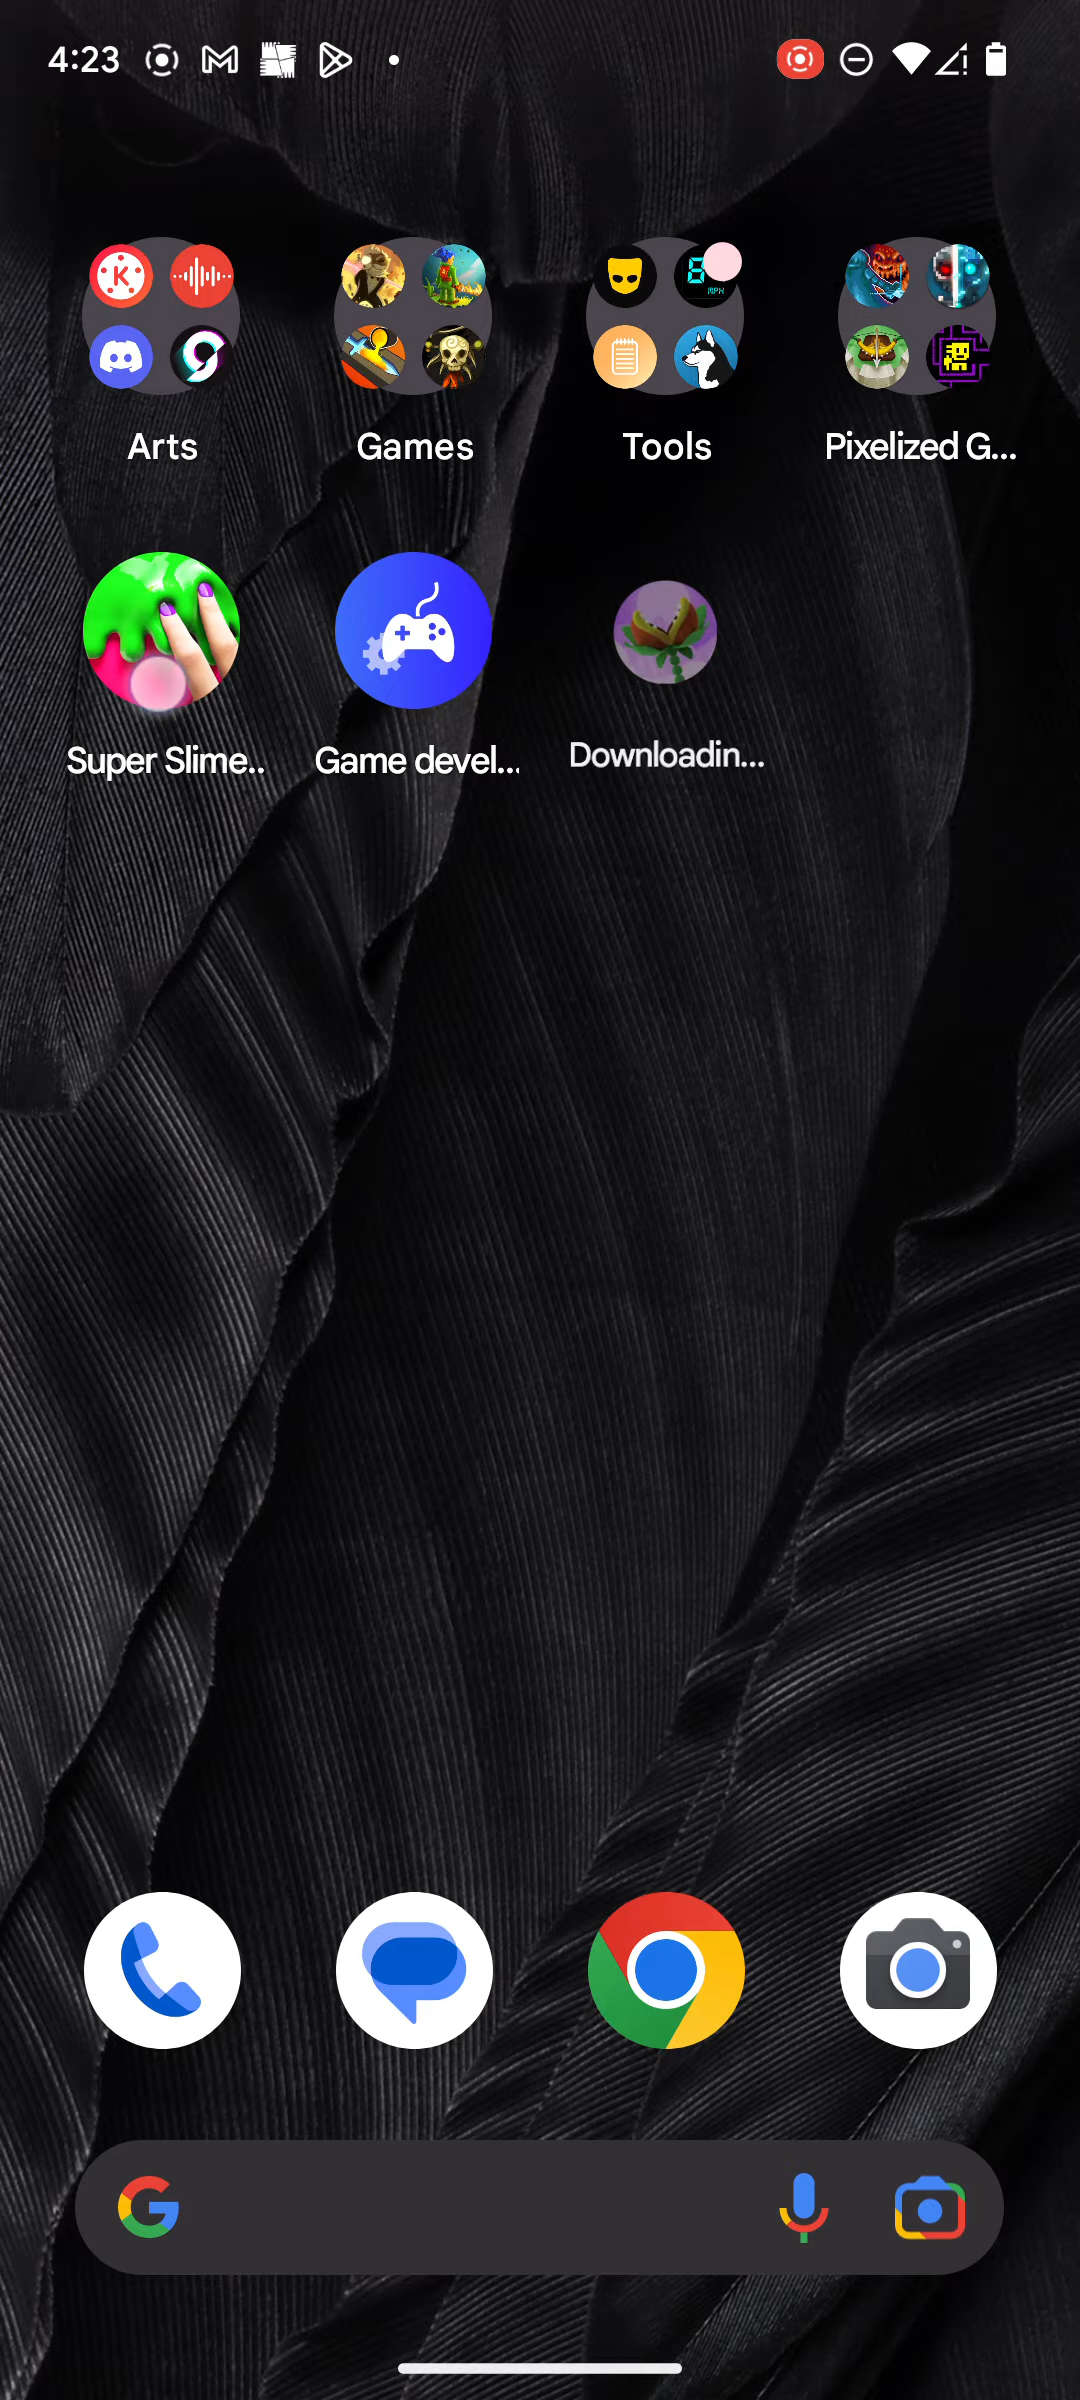 4:23
Arts
Games
Tools
Pixelized G...
Super Slime..
Game devel...
Downloadin...